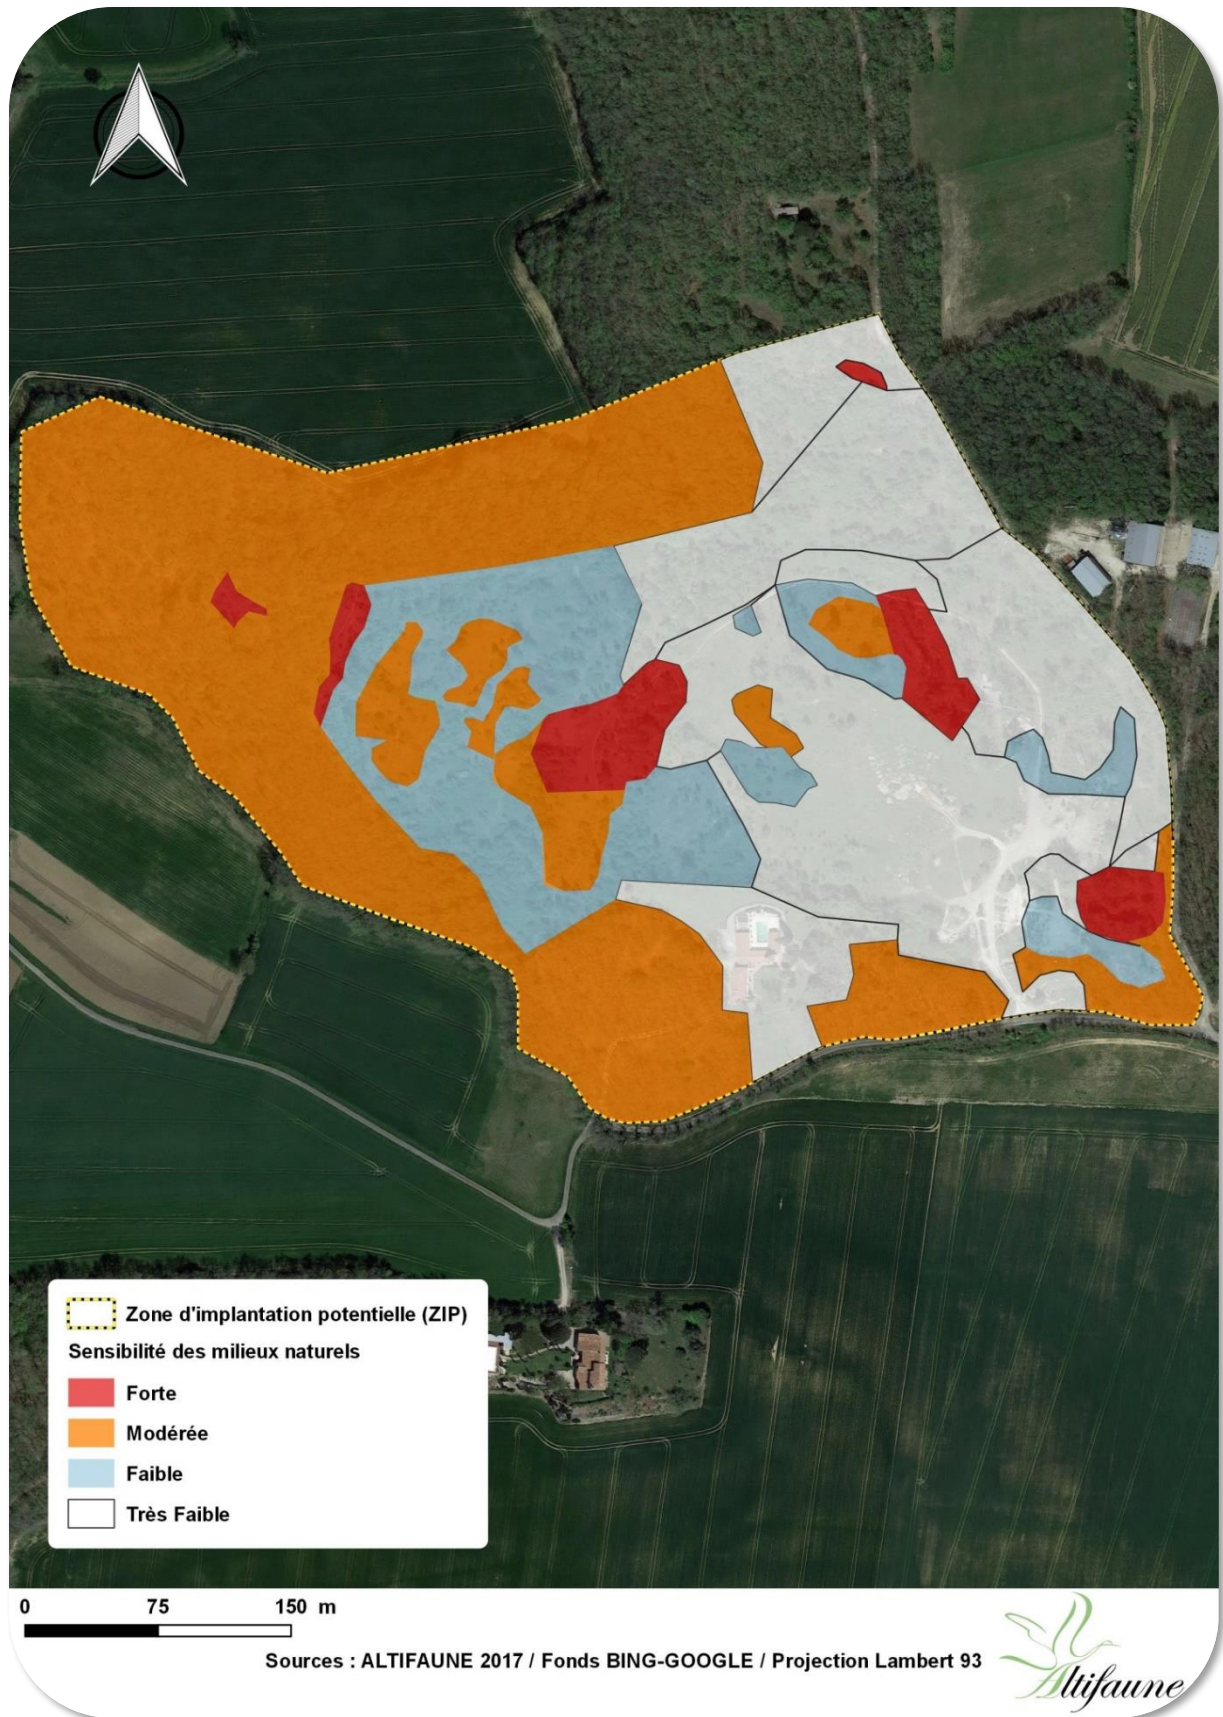 Zone d'implantation potentielle (ZIP)
Sensibilité des milieux naturels
Forte
Modérée
Faible
Très Faible
0 75 150 m
Sources : ALTIFAUNE 2017 / Fonds BING-GOOGLE / Projection Lambert 93
Altifaune